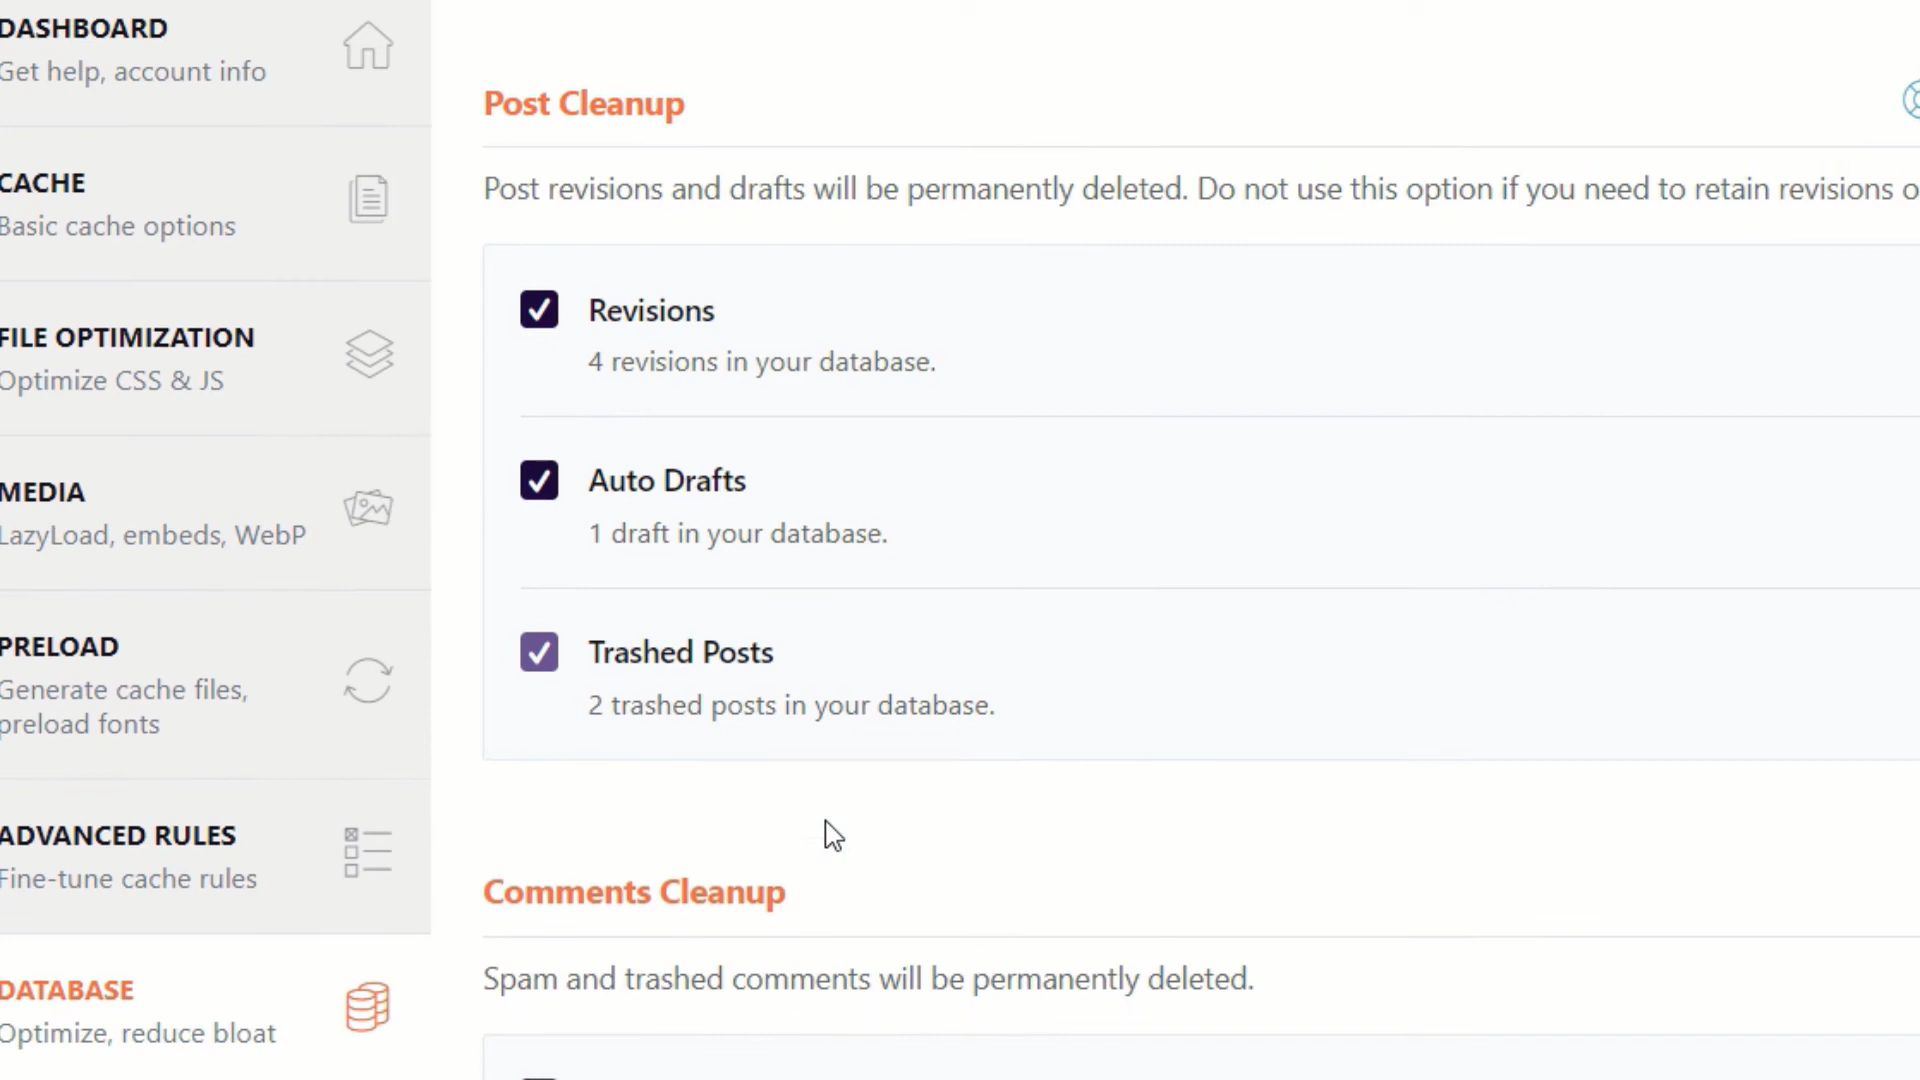 DASHBOARD
Get help, account info
CACHE
Basic cache options
FILE OPTIMIZATION
Optimize CSS & JS
MEDIA
LazyLoad, embeds, WebP
PRELOAD
Generate cache files,
preload fonts
ADVANCED RULES
Fine-tune cache rules
DATABASE
Optimize, reduce bloat
Post Cleanup
Post revisions and drafts will be permanently deleted. Do not use this option if you need to retain revisions o
Revisions
4 revisions in your database.
Auto Drafts
1 draft in your database.
Trashed Posts
2 trashed posts in your database.
Comments Cleanup
Spam and trashed comments will be permanently deleted.